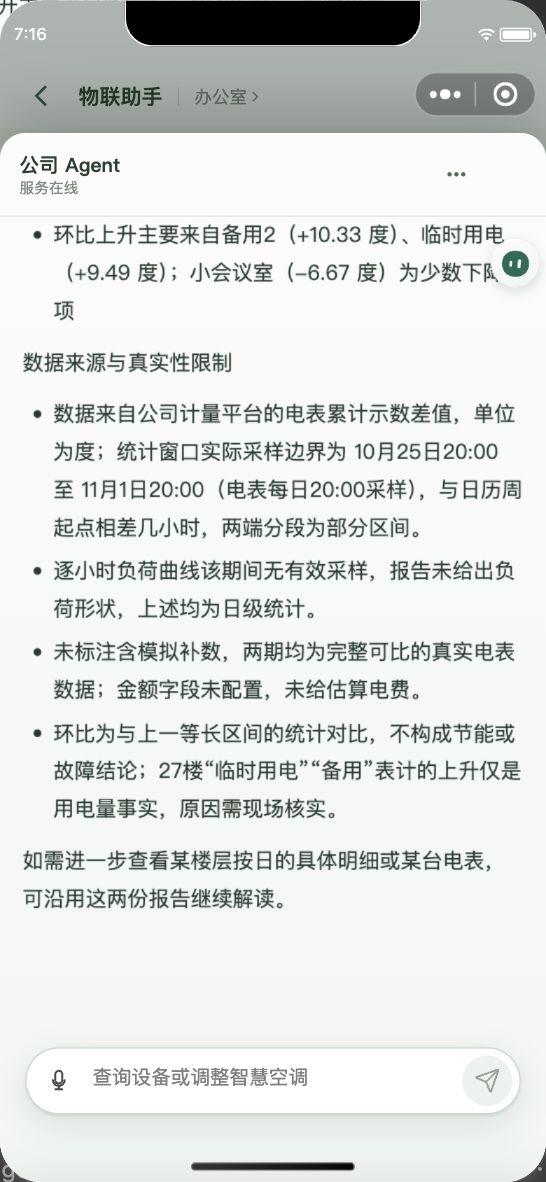 7:16
物联助手
办公室 >
公司 Agent
服务在线
• 环比上升主要来自备用2（+10.33 度）、临时用电
（+9.49 度）；小会议室（−6.67 度）为少数下降
项
数据来源与真实性限制
• 数据来自公司计量平台的电表累计示数差值，单位
为度；统计窗口实际采样边界为 10月25日20:00
至 11月1日20:00（电表每日20:00采样），与日历周
起点相差几小时，两端分段为部分区间。
• 逐小时负荷曲线该期间无有效采样，报告未给出负
荷形状，上述均为日级统计。
• 未标注含模拟补数，两期均为完整可比的真实电表
数据；金额字段未配置，未给估算电费。
• 环比为与上一等长区间的统计对比，不构成节能或
故障结论；27楼“临时用电”“备用”表计的上升仅是
用电量事实，原因需现场核实。
如需进一步查看某楼层按日的具体明细或某台电表，
可沿用这两份报告继续解读。
查询设备或调整智慧空调